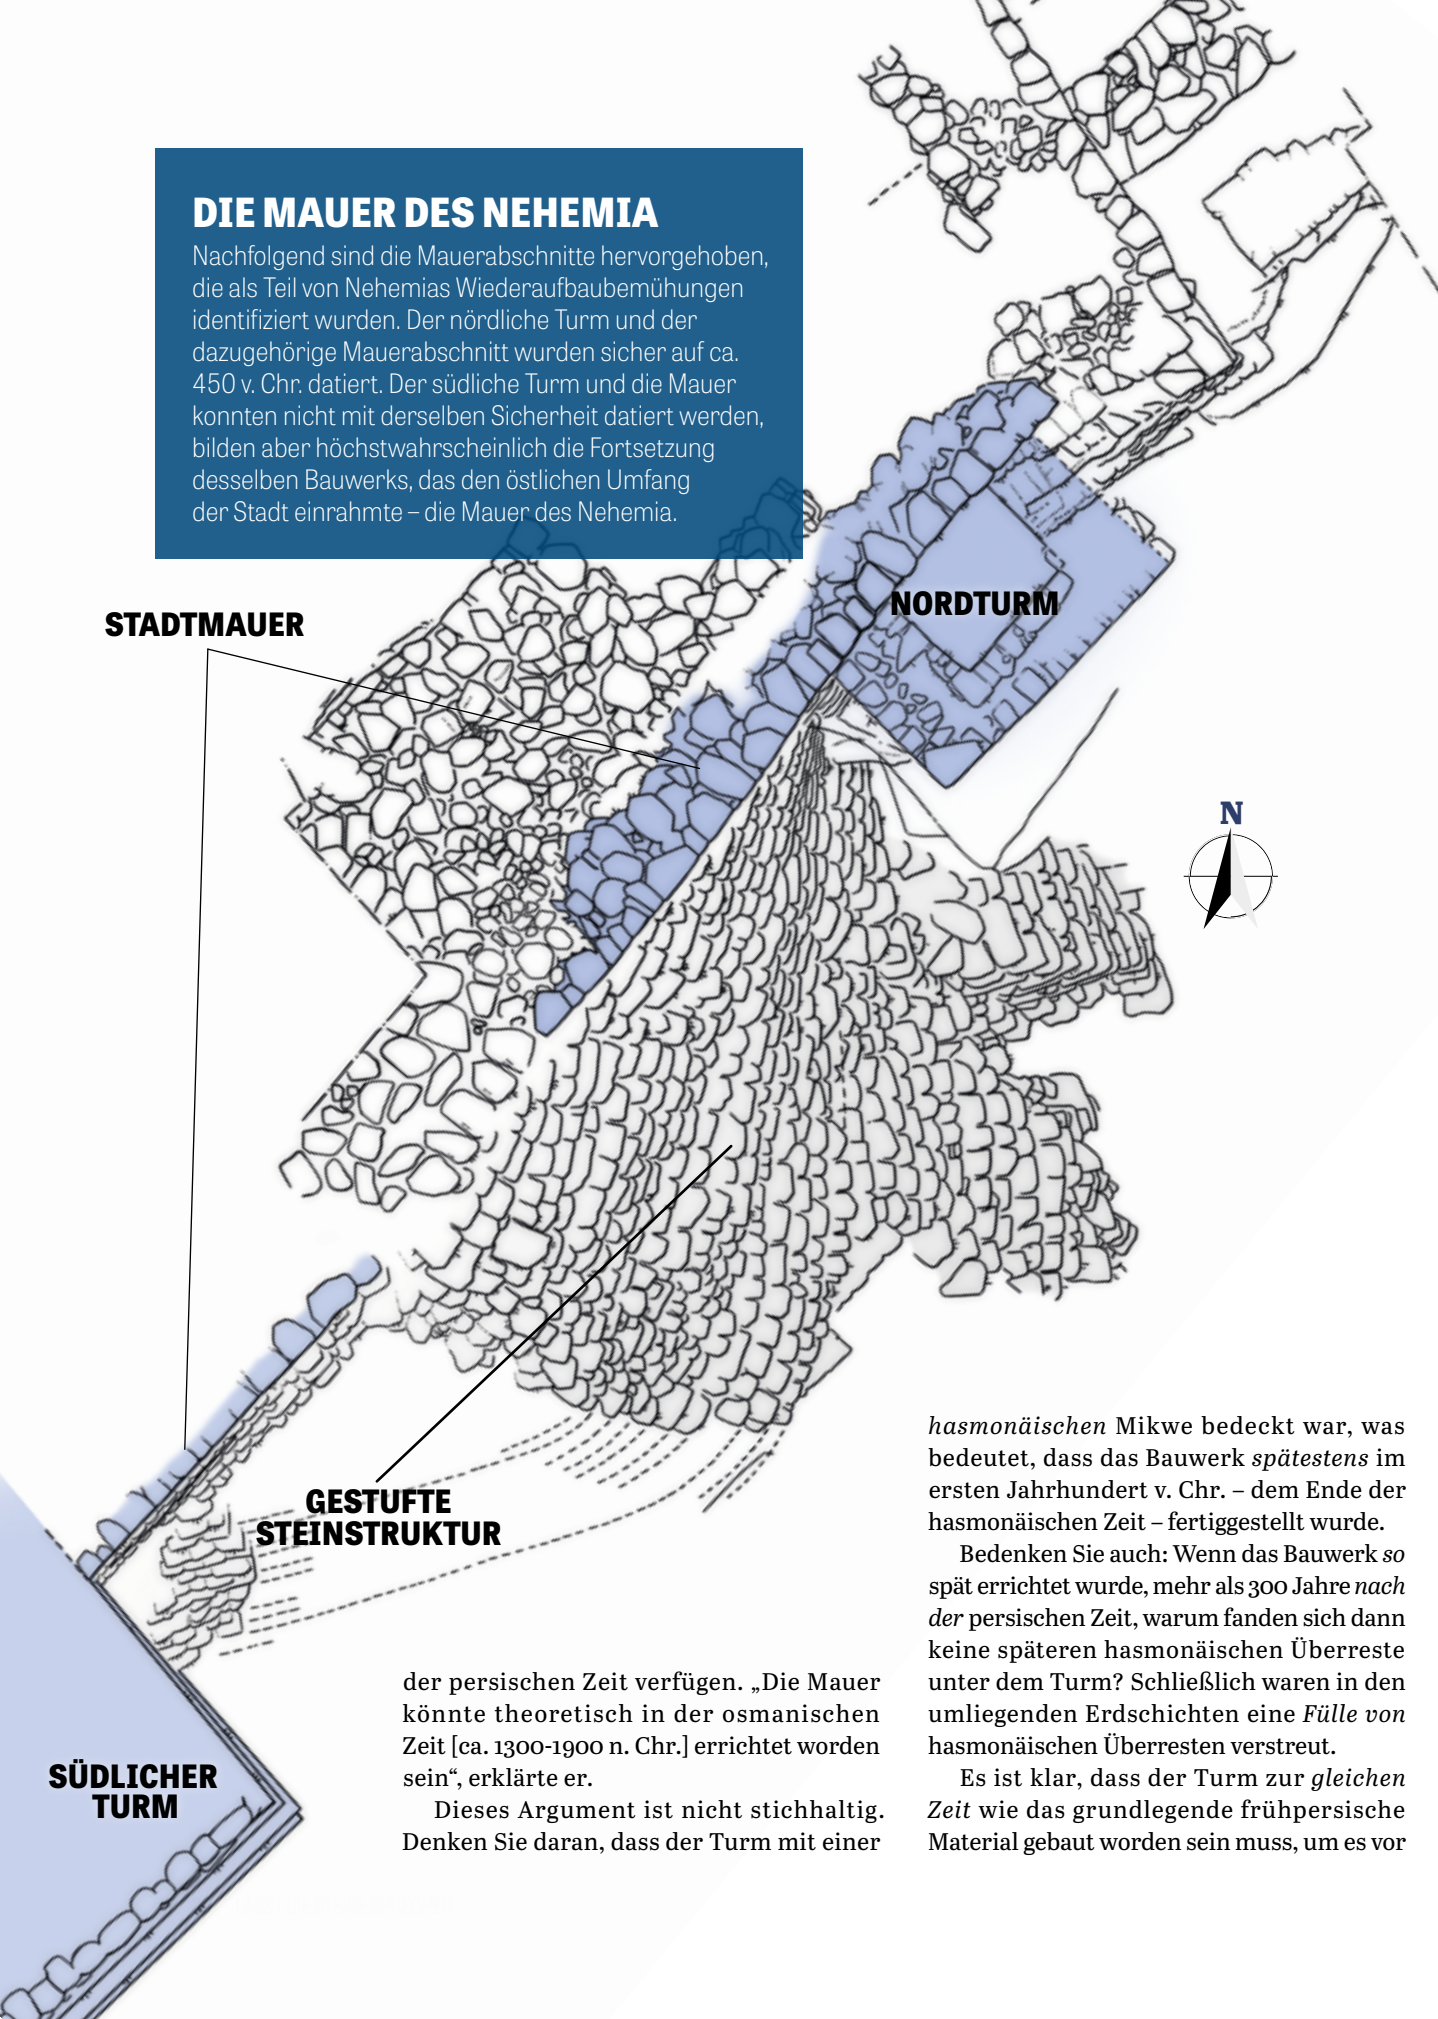 DIE MAUER DES NEHEMIA
Nachfolgend sind die Mauerabschnitte hervorgehoben,
die als Teil von Nehemias Wiederaufbaubemühungen
identifiziert wurden. Der nördliche Turm und der
dazugehörige Mauerabschnitt wurden sicher auf ca.
450 v. Chr. datiert. Der südliche Turm und die Mauer
konnten nicht mit derselben Sicherheit datiert werden,
bilden aber höchstwahrscheinlich die Fortsetzung
desselben Bauwerks, das den östlichen Umfang
der Stadt einrahmte – die Mauer des Nehemia.
STADTMAUER
NORDTURM
N
GESTUFTE
STEINSTRUKTUR
SÜDLICHER
TURM
der persischen Zeit verfügen. „Die Mauer
könnte theoretisch in der osmanischen
Zeit [ca. 1300-1900 n. Chr.] errichtet worden
sein“, erklärte er.
Dieses Argument ist nicht stichhaltig.
Denken Sie daran, dass der Turm mit einer
hasmonäischen Mikwe bedeckt war, was
bedeutet, dass das Bauwerk spätestens im
ersten Jahrhundert v. Chr. – dem Ende der
hasmonäischen Zeit – fertiggestellt wurde.
Bedenken Sie auch: Wenn das Bauwerk so
spät errichtet wurde, mehr als 300 Jahre nach
der persischen Zeit, warum fanden sich dann
keine späteren hasmonäischen Überreste
unter dem Turm? Schließlich waren in den
umliegenden Erdschichten eine Fülle von
hasmonäischen Überresten verstreut.
Es ist klar, dass der Turm zur gleichen
Zeit wie das grundlegende frühpersische
Material gebaut worden sein muss, um es vor